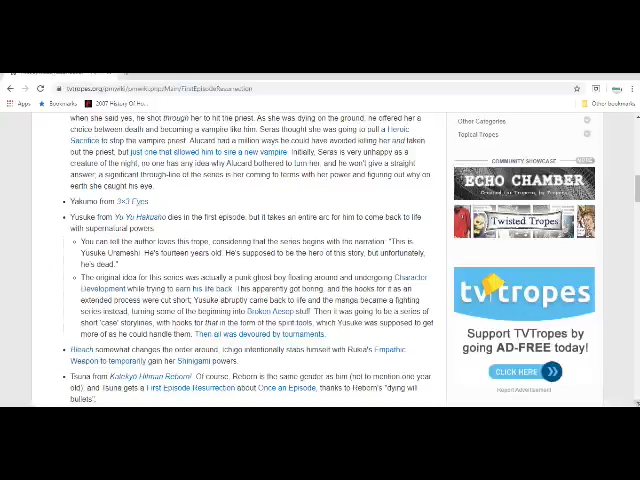 tvtropes.org/pmwiki/pmwiki.php/Main/FirstEpisodeResurrection
Apps
Bookmarks
2007 History Of Ho...
Other bookmarks
when she said yes, he shot through her to hit the priest. As she was dying on the ground, he offered her a
choice between death and becoming a vampire like him. Seras thought she was going to pull a Heroic
Sacrifice to stop the vampire priest. Alucard had a million ways he could have avoided killing her and taken
out the priest, but just one that allowed him to sire a new vampire. Initially, Seras is very unhappy as a
creature of the night, no one has any idea why Alucard bothered to turn her, and he won't give a straight
answer; a significant through-line of the series is her coming to terms with her power and figuring out why on
earth she caught his eye.
Yakumo from 3×3 Eyes
Yusuke from Yu Yu Hakusho dies in the first episode, but it takes an entire arc for him to come back to life
with supernatural powers.
You can tell the author loves this trope, considering that the series begins with the narration: "This is
Yusuke Urameshi. He's fourteen years old. He's supposed to be the hero of this story, but unfortunately,
he's dead."
The original idea for this series was actually a punk ghost boy floating around and undergoing Character
Development while trying to earn his life back. This apparently got boring, and the hooks for it as an
extended process were cut short; Yusuke abruptly came back to life and the manga became a fighting
series instead, turning some of the beginning into Broken Aesop stuff. Then it was going to be a series of
short 'case' storylines, with hooks for that in the form of the spirit tools, which Yusuke was supposed to get
more of as he could handle them. Then all was devoured by tournaments.
Bleach somewhat changes the order around; Ichigo intentionally stabs himself with Rukia's Empathic
Weapon to temporarily gain her Shinigami powers.
Tsuna from Katekyō Hitman Reborn!. Of course, Reborn is the same gender as him (not to mention one year
old), and Tsuna gets a First Episode Resurrection about Once an Episode, thanks to Reborn's "dying will
bullets".
Other Categories
Topical Tropes
COMMUNITY SHOWCASE
MORE
ECHO CHAMBER
Created by Tropers, by Tropers
Twisted Tropes
tvtropes
Support TVTropes by
going AD-FREE today!
CLICK HERE
Report Advertisement